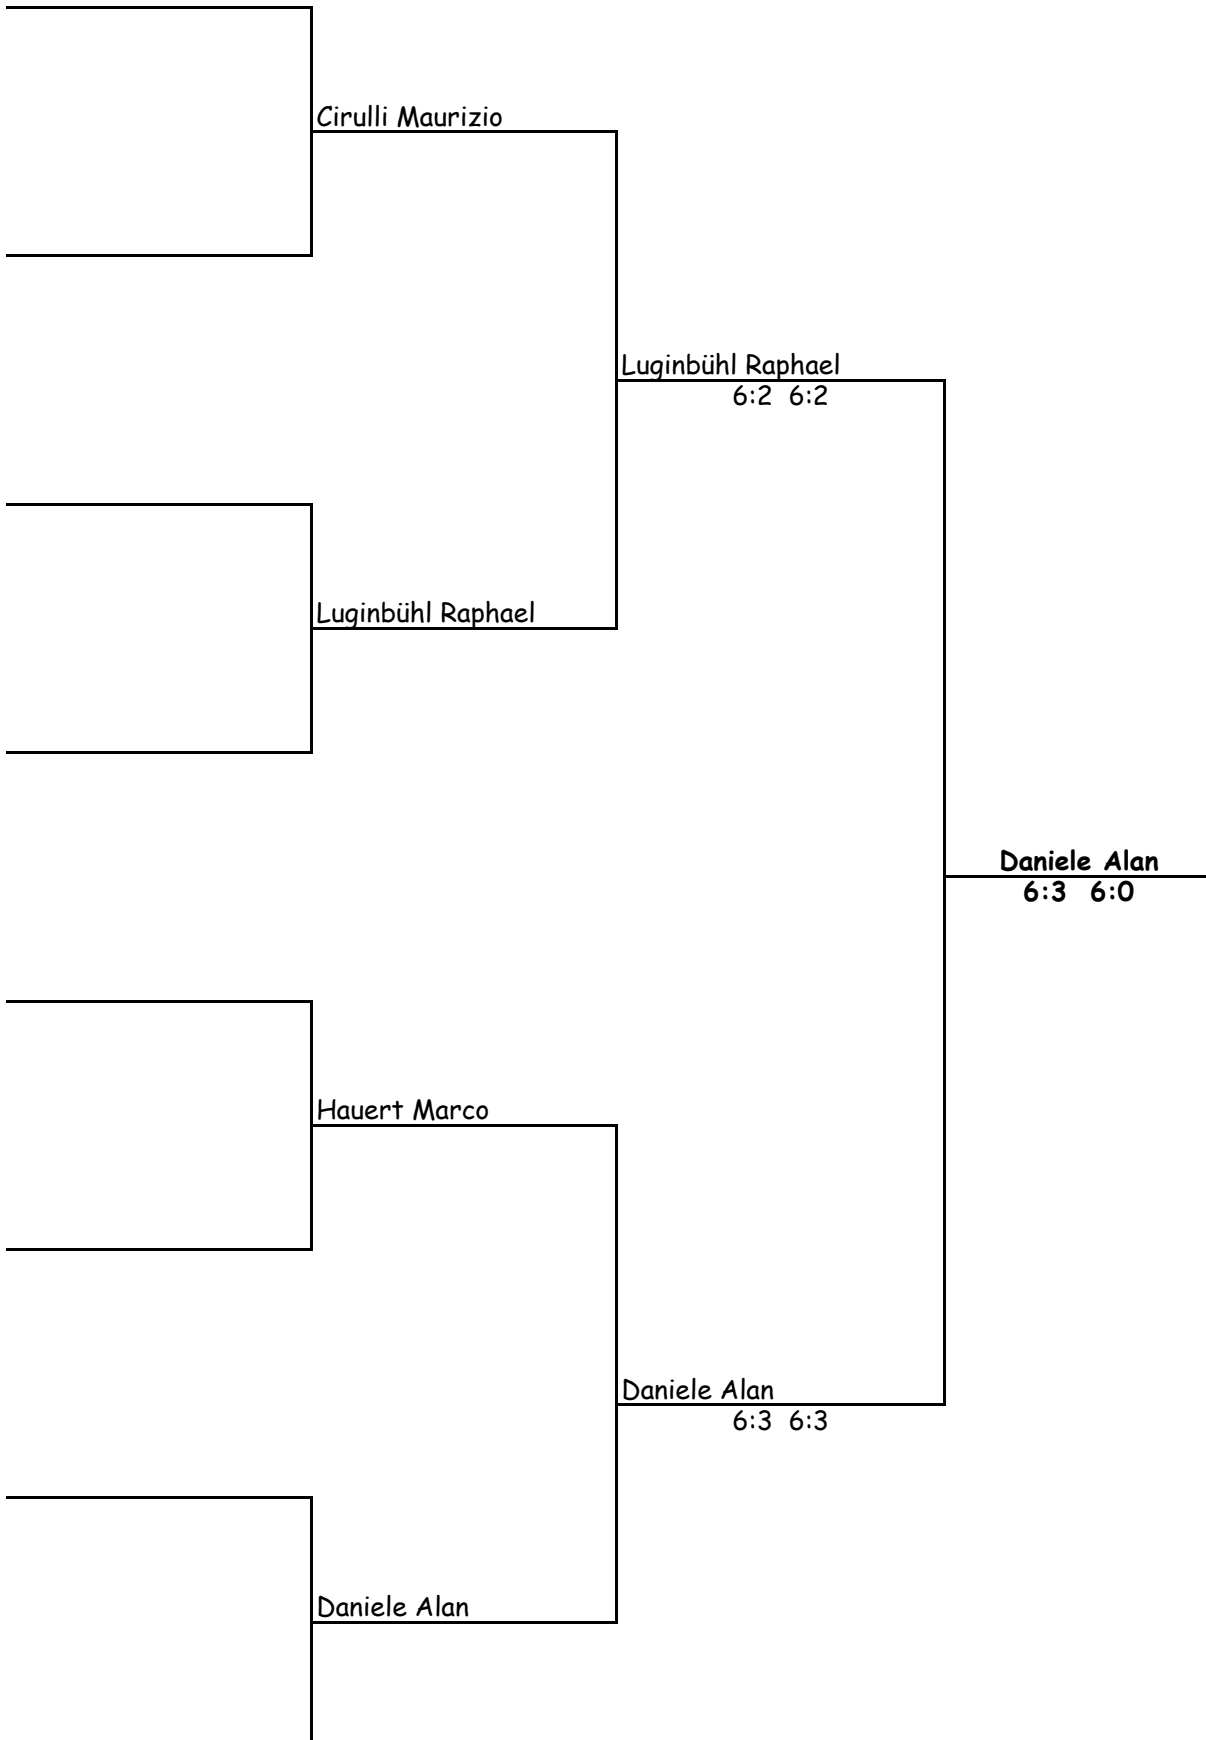 Cirulli Maurizio
Luginbühl Raphael
6:2 6:2
Luginbühl Raphael
Daniele Alan
6:3 6:0
Hauert Marco
Daniele Alan
6:3 6:3
Daniele Alan